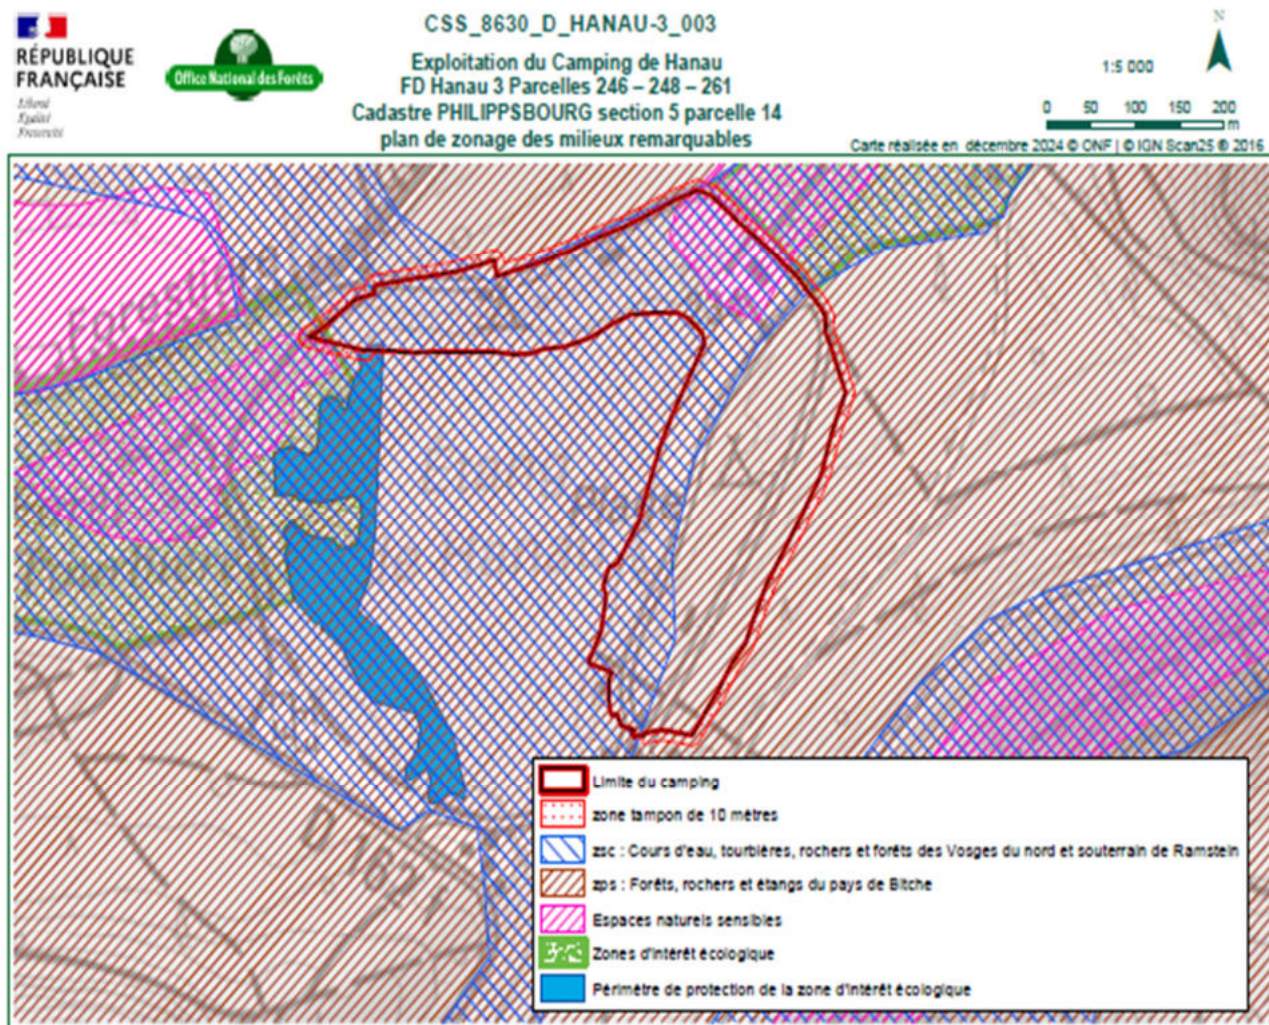 RÉPUBLIQUE
FRANÇAISE
Liberté
Égalité
Fraternité
Office National des Forêts
CSS_8630_D_HANAU-3_003
Exploitation du Camping de Hanau
FD Hanau 3 Parcelles 246 – 248 – 261
Cadastre PHILIPPSBOURG section 5 parcelle 14
plan de zonage des milieux remarquables
N
1:5 000
0 50 100 150 200
m
Carte réalisée en décembre 2024 © ONF | © IGN Scan25 ® 2016
Limite du camping
zone tampon de 10 mètres
zsc : Cours d'eau, tourbières, rochers et forêts des Vosges du nord et souterrain de Ramstein
zps : Forêts, rochers et étangs du pays de Bitche
Espaces naturels sensibles
Zones d'intérêt écologique
Périmètre de protection de la zone d'intérêt écologique